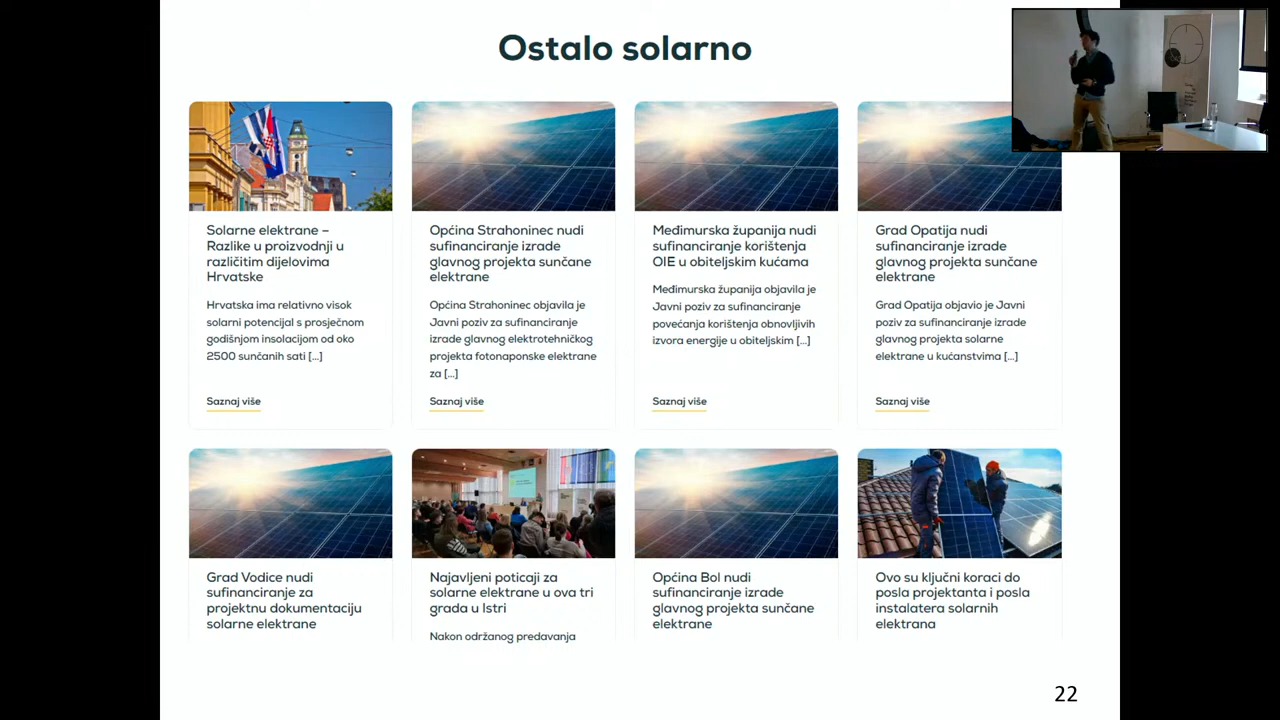 Ostalo solarno
Solarne elektrane –
Razlike u proizvodnji u
različitim dijelovima
Hrvatske
Hrvatska ima relativno visok
solarni potencijal s prosječnom
godišnjom insolacijom od oko
2500 sunčanih sati [...]
Saznaj više
Općina Strahoninec nudi
sufinanciranje izrade
glavnog projekta sunčane
elektrane
Općina Strahoninec objavila je
Javni poziv za sufinanciranje
izrade glavnog elektrotehničkog
projekta fotonaponske elektrane
za [...]
Saznaj više
Međimurska županija nudi
sufinanciranje korištenja
OIE u obiteljskim kućama
Međimurska županija objavila je
Javni poziv za sufinanciranje
povećanja korištenja obnovljivih
izvora energije u obiteljskim [...]
Saznaj više
Grad Opatija nudi
sufinanciranje izrade
glavnog projekta sunčane
elektrane
Grad Opatija objavio je Javni
poziv za sufinanciranje izrade
glavnog projekta solarne
elektrane u kućanstvima [...]
Saznaj više
Grad Vodice nudi
sufinanciranje za
projektnu dokumentaciju
solarne elektrane
Najavljeni poticaji za
solarne elektrane u ova tri
grada u Istri
Nakon održanog predavanja
Općina Bol nudi
sufinanciranje izrade
glavnog projekta sunčane
elektrane
Ovo su ključni koraci do
posla projektanta i posla
instalatera solarnih
elektrana
22